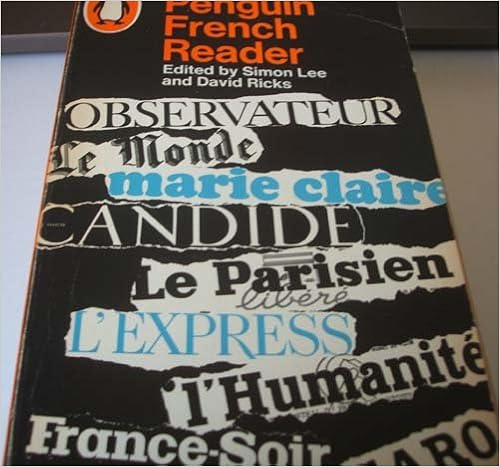 Penguin
French
Reader
Edited by Simon Lee
and David Ricks
OBSERVATEUR
Le Monde
marie claire
CANDIDE
Le Parisien
libéré
L'EXPRESS
l'Humanité
France-Soir
ARO